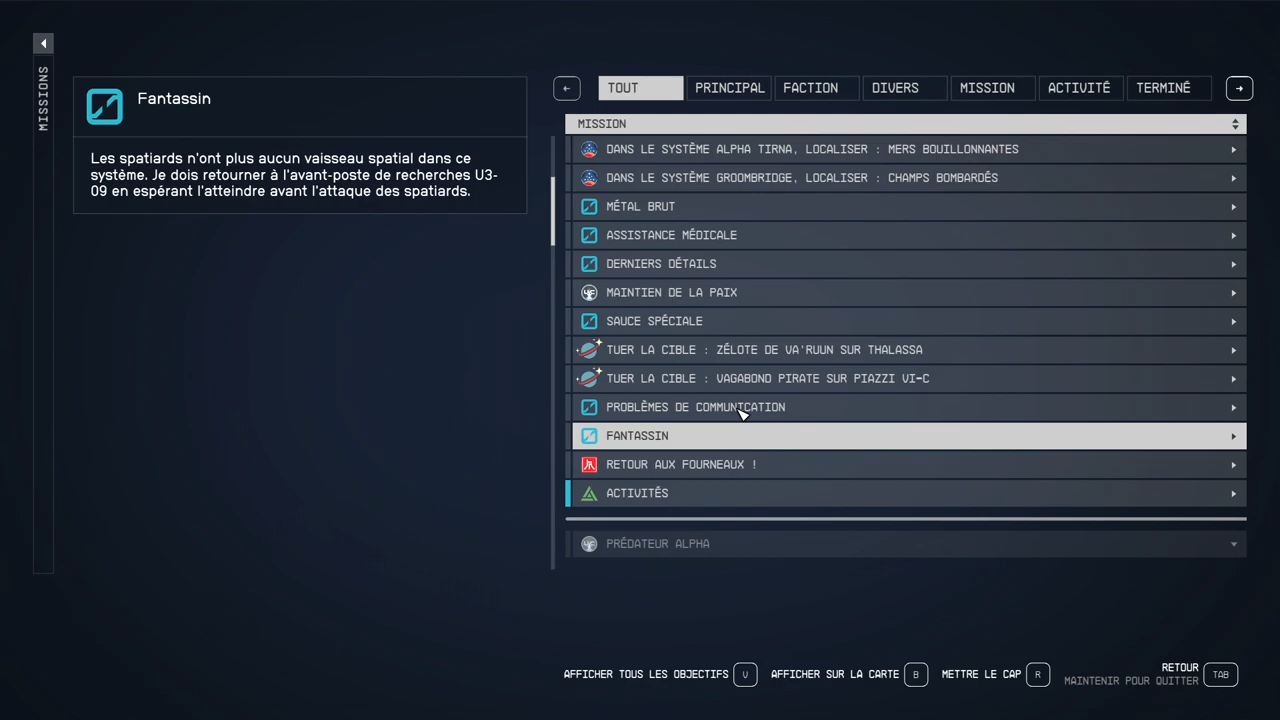 MISSIONS
Fantassin
Les spatiards n'ont plus aucun vaisseau spatial dans ce
système. Je dois retourner à l'avant-poste de recherches U3-
09 en espérant l'atteindre avant l'attaque des spatiards.
TOUT PRINCIPAL FACTION DIVERS MISSION ACTIVITÉ TERMINÉ
MISSION
DANS LE SYSTÈME ALPHA TIRNA, LOCALISER : MERS BOUILLONNANTES
DANS LE SYSTÈME GROOMBRIDGE, LOCALISER : CHAMPS BOMBARDÉS
MÉTAL BRUT
ASSISTANCE MÉDICALE
DERNIERS DÉTAILS
MAINTIEN DE LA PAIX
SAUCE SPÉCIALE
TUER LA CIBLE : ZÉLOTE DE VA'RUUN SUR THALASSA
TUER LA CIBLE : VAGABOND PIRATE SUR PIAZZI VI-C
PROBLÈMES DE COMMUNICATION
FANTASSIN
RETOUR AUX FOURNEAUX !
ACTIVITÉS
PRÉDATEUR ALPHA
AFFICHER TOUS LES OBJECTIFS V AFFICHER SUR LA CARTE B METTRE LE CAP R RETOUR TAB
MAINTENIR POUR QUITTER